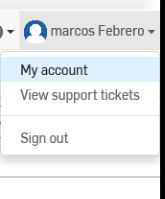 marcos Febrero
My account
View support tickets
Sign out